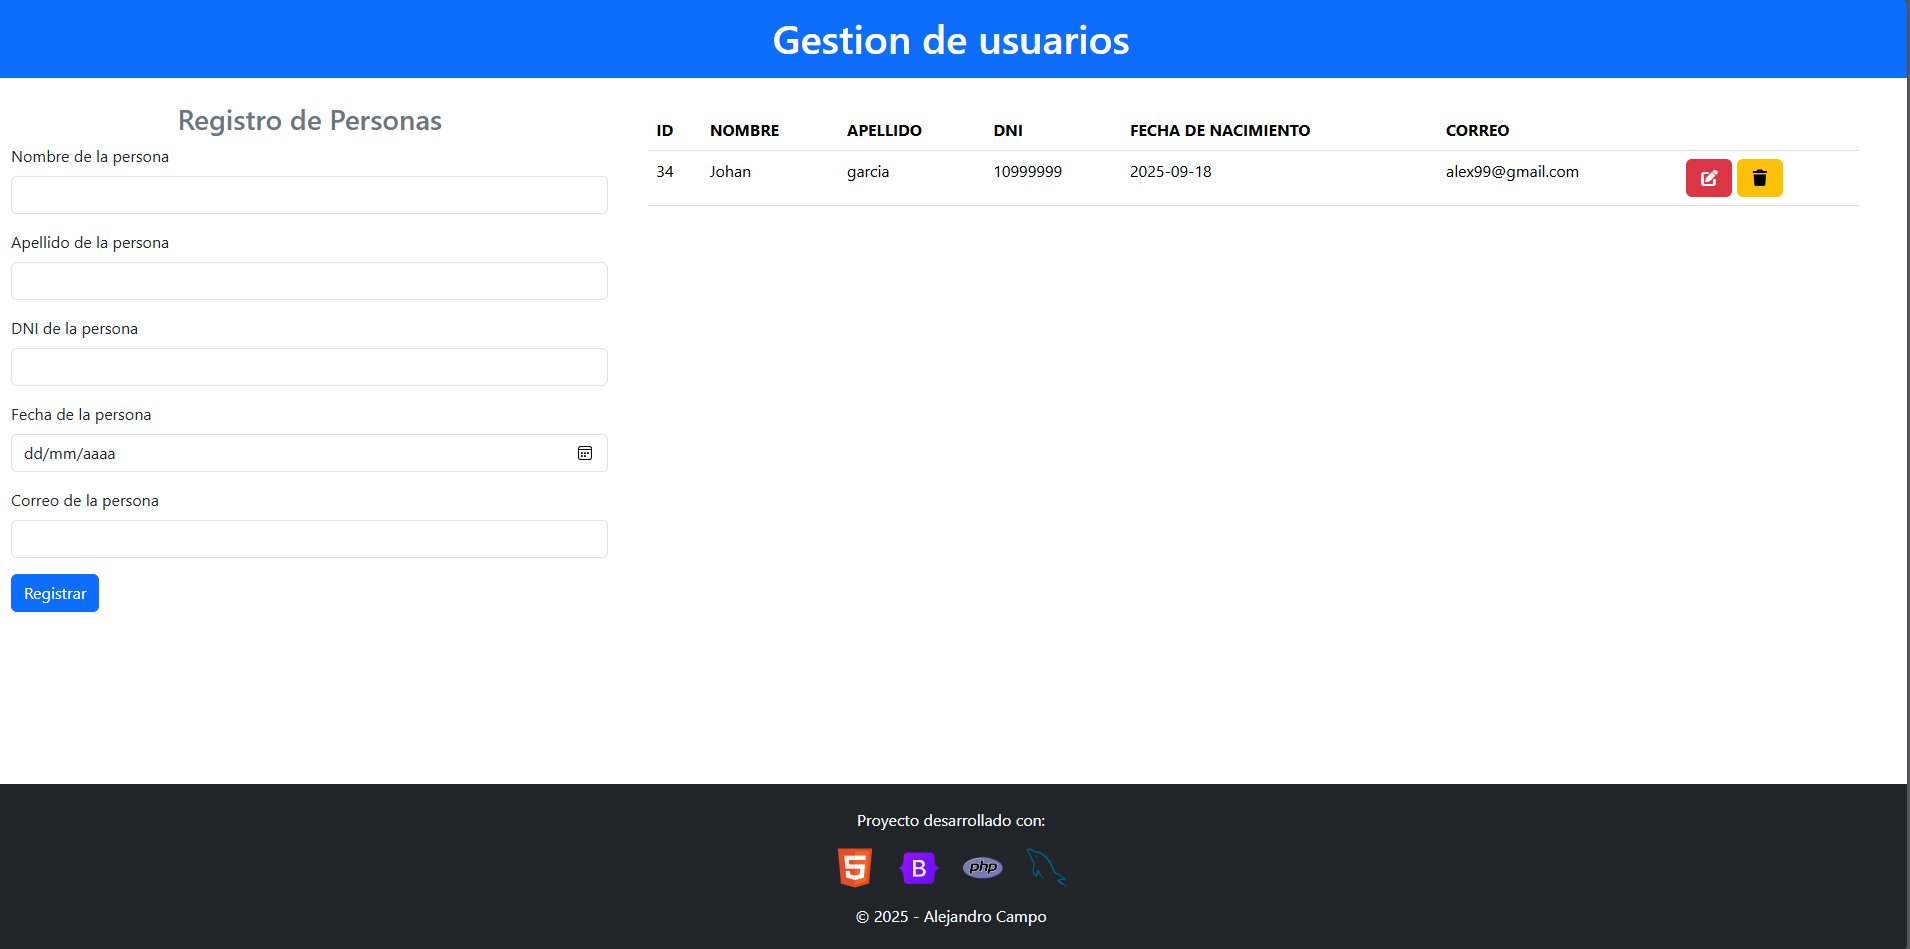 Gestion de usuarios
Registro de Personas
Nombre de la persona
Apellido de la persona
DNI de la persona
Fecha de la persona
dd/mm/aaaa
Correo de la persona
Registrar
ID NOMBRE APELLIDO DNI FECHA DE NACIMIENTO CORREO
34 Johan garcia 10999999 2025-09-18 alex99@gmail.com
Proyecto desarrollado con:
5 B php
© 2025 - Alejandro Campo